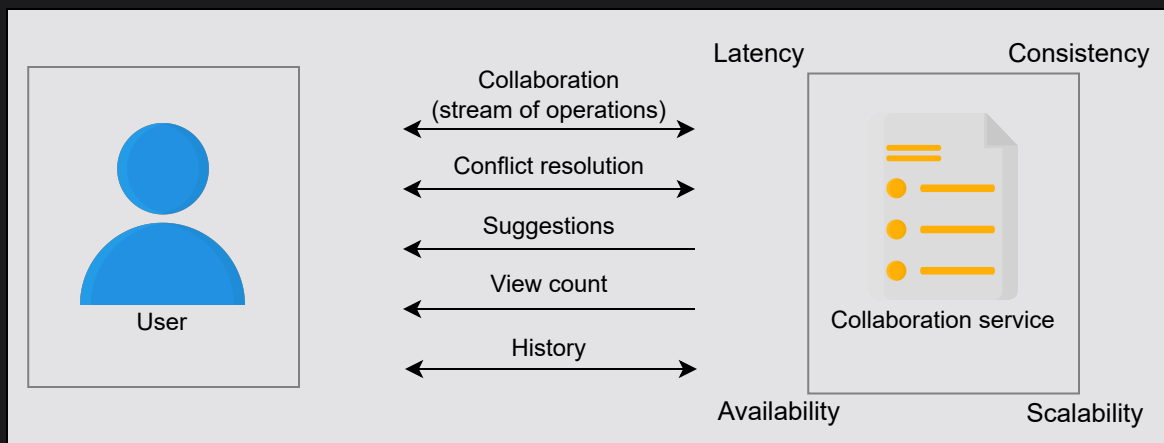 Latency
Consistency
Collaboration
(stream of operations)
Conflict resolution
Suggestions
View count
History
User
Collaboration service
Availability
Scalability